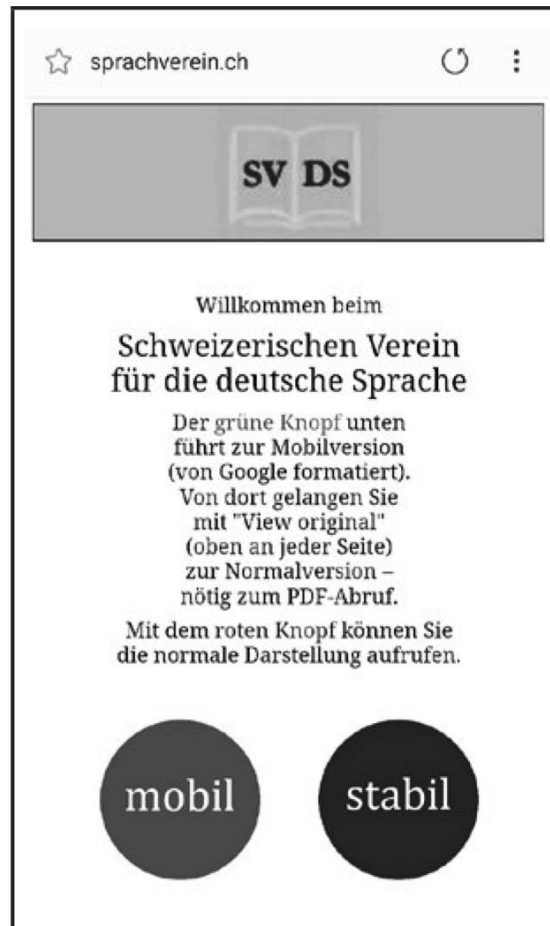 sprachverein.ch
SV DS
Willkommen beim
Schweizerischen Verein
für die deutsche Sprache
Der grüne Knopf unten
führt zur Mobilversion
(von Google formatiert).
Von dort gelangen Sie
mit "View original"
(oben an jeder Seite)
zur Normalversion –
nötig zum PDF-Abruf.
Mit dem roten Knopf können Sie
die normale Darstellung aufrufen.
mobil stabil